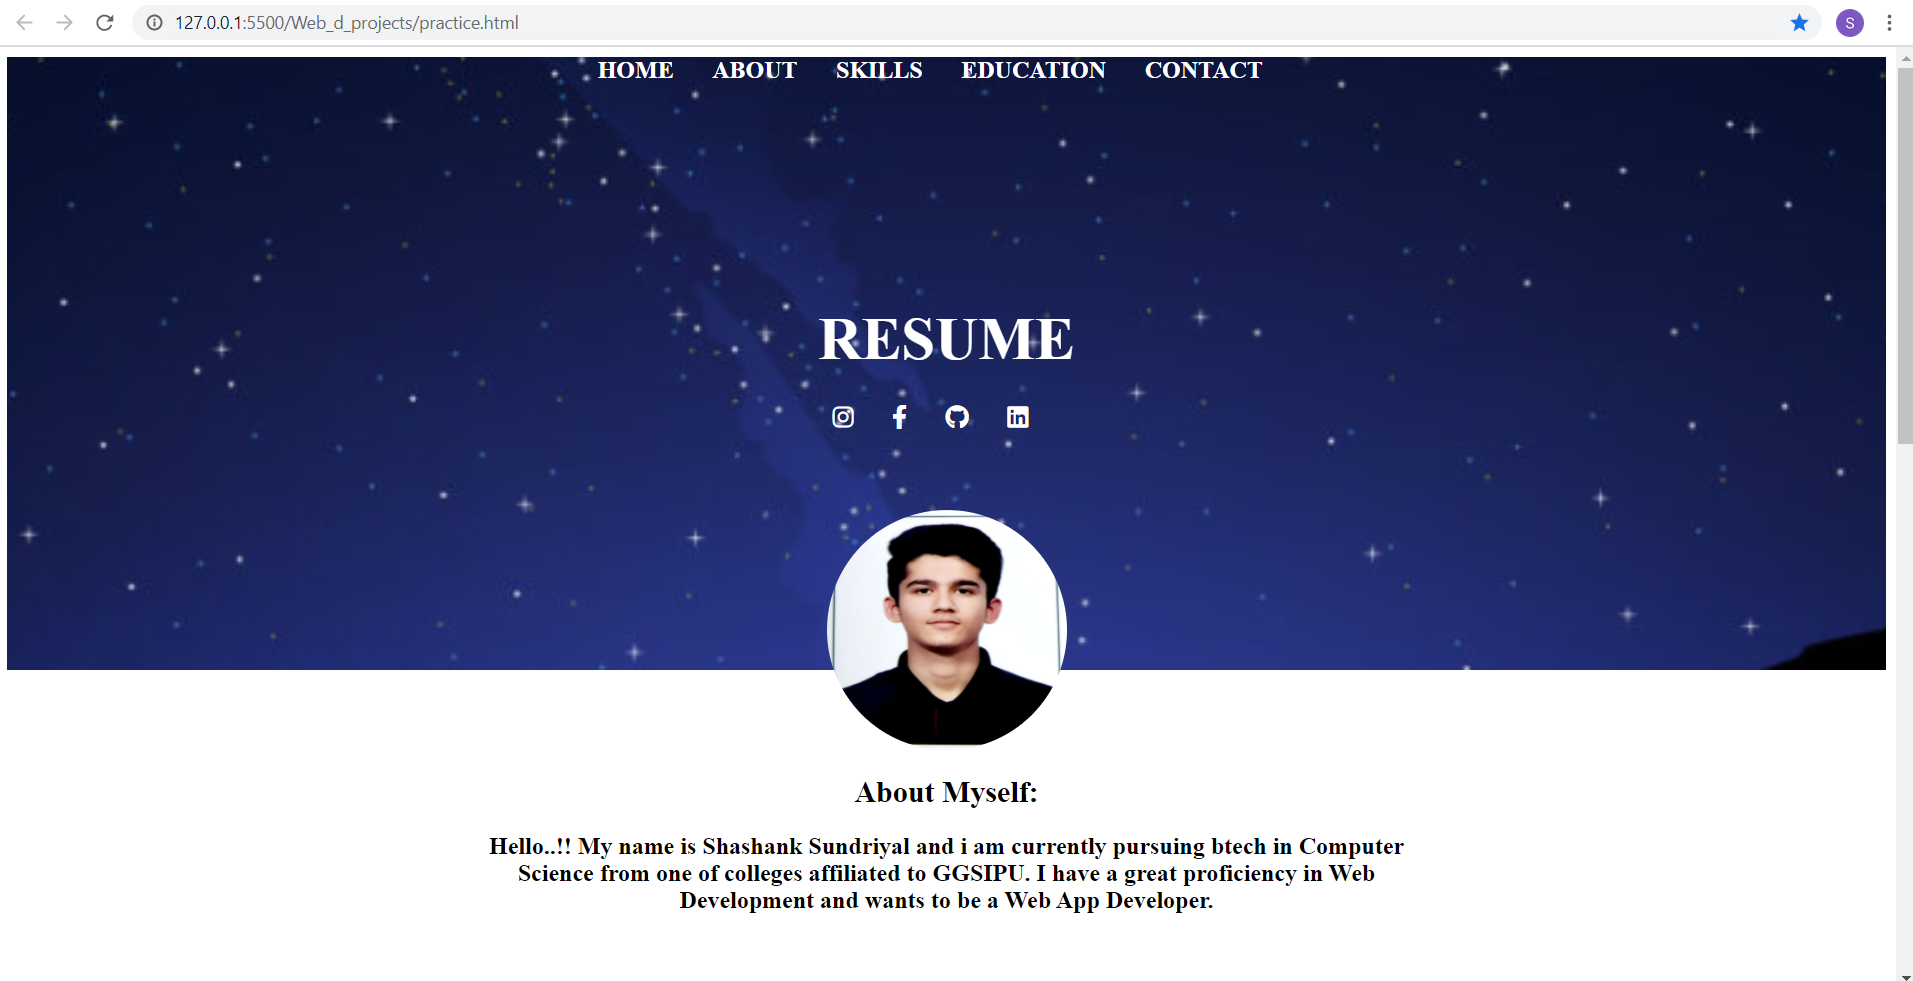 127.0.0.1:5500/Web_d_projects/practice.html
S
HOME ABOUT SKILLS EDUCATION CONTACT
RESUME
About Myself:
Hello..!! My name is Shashank Sundriyal and i am currently pursuing btech in Computer
Science from one of colleges affiliated to GGSIPU. I have a great proficiency in Web
Development and wants to be a Web App Developer.